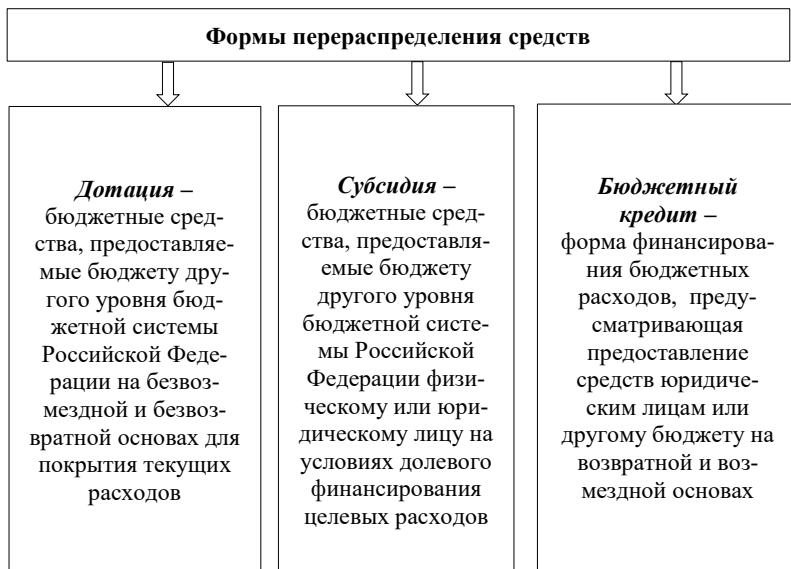 Формы перераспределения средств
Дотация –
бюджетные сред-
ства, предоставляе-
мые бюджету дру-
гого уровня бюд-
жетной системы
Российской Феде-
рации на безвоз-
мездной и безвоз-
вратной основах для
покрытия текущих
расходов
Субсидия –
бюджетные сред-
ства, предоставля-
емые бюджету
другого уровня
бюджетной систе-
мы Российской
Федерации физи-
ческому или юри-
дическому лицу на
условиях долевого
финансирования
целевых расходов
Бюджетный
кредит –
форма финансирова-
ния бюджетных
расходов, преду-
сматривающая
предоставление
средств юридиче-
ским лицам или
другому бюджету на
возвратной и воз-
мездной основах